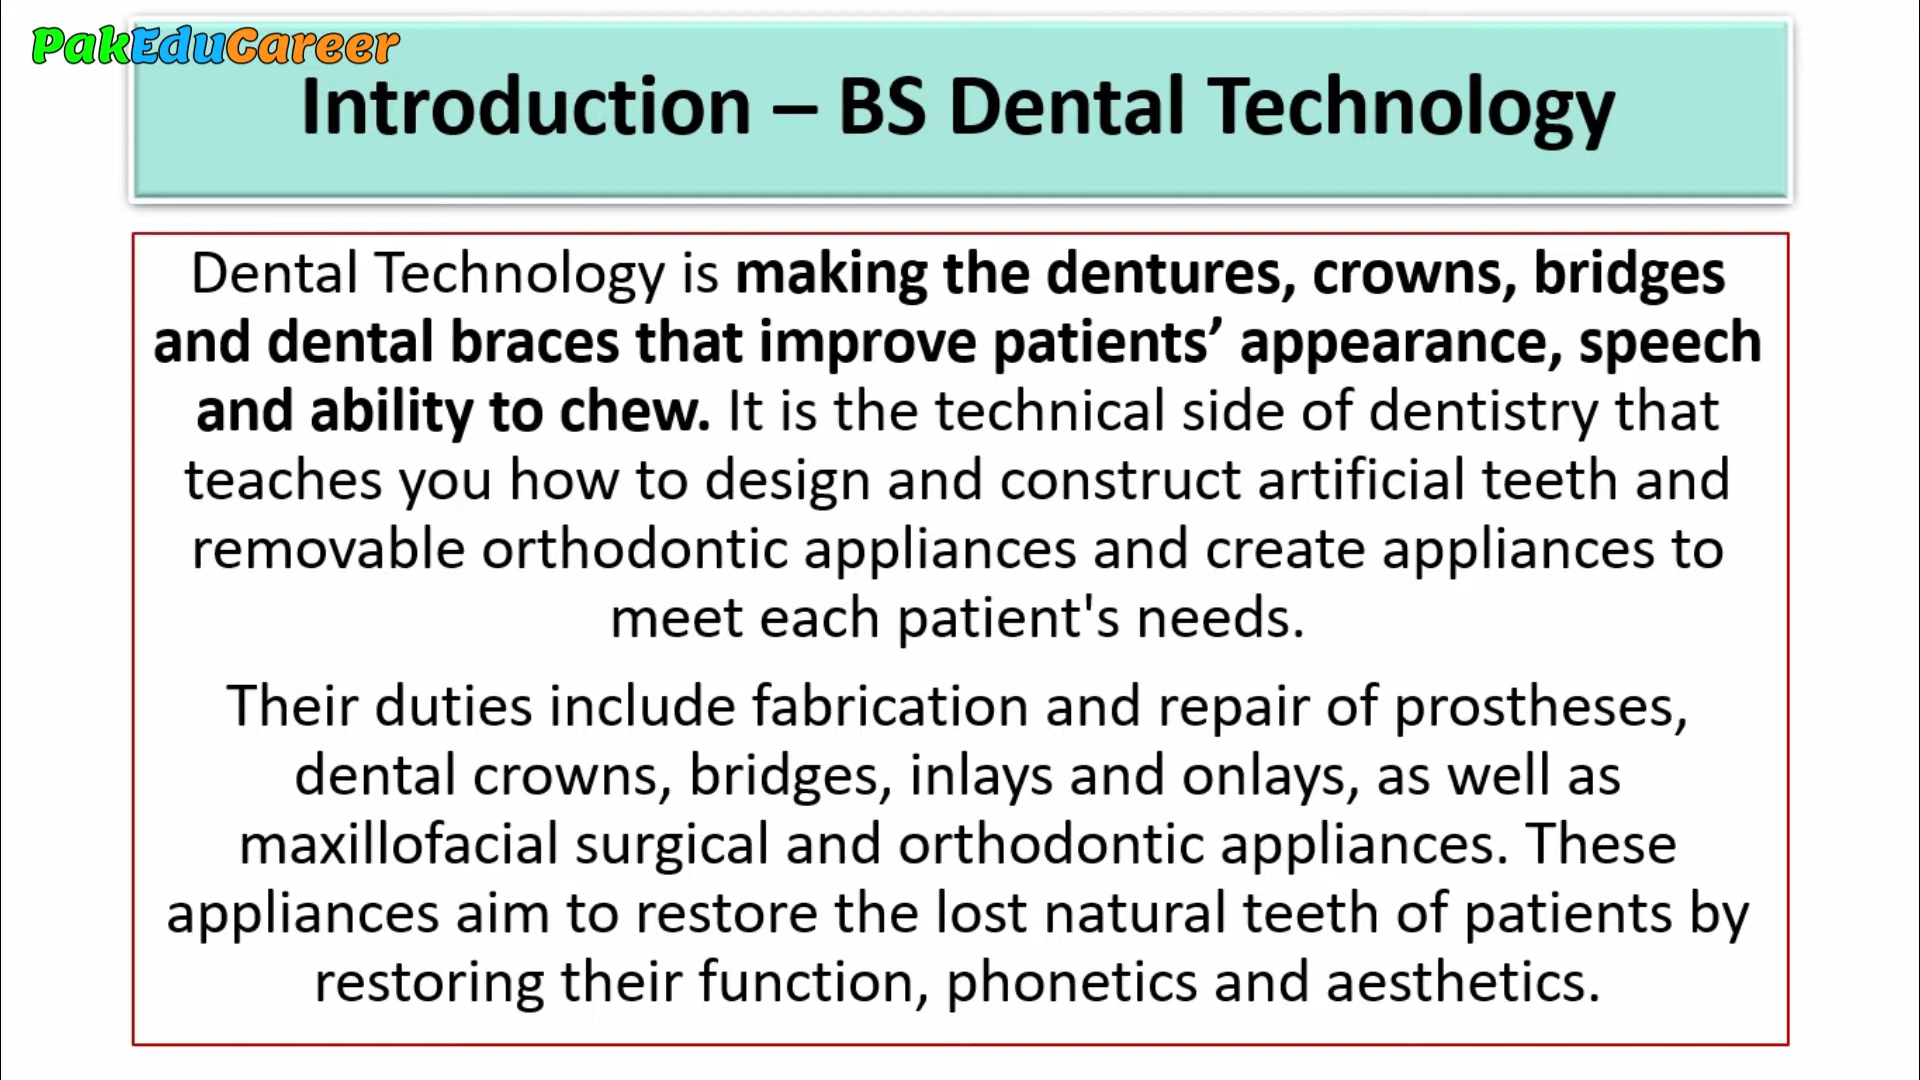 PakEduCareer
Introduction – BS Dental Technology
Dental Technology is making the dentures, crowns, bridges
and dental braces that improve patients’ appearance, speech
and ability to chew. It is the technical side of dentistry that
teaches you how to design and construct artificial teeth and
removable orthodontic appliances and create appliances to
meet each patient's needs.
Their duties include fabrication and repair of prostheses,
dental crowns, bridges, inlays and onlays, as well as
maxillofacial surgical and orthodontic appliances. These
appliances aim to restore the lost natural teeth of patients by
restoring their function, phonetics and aesthetics.